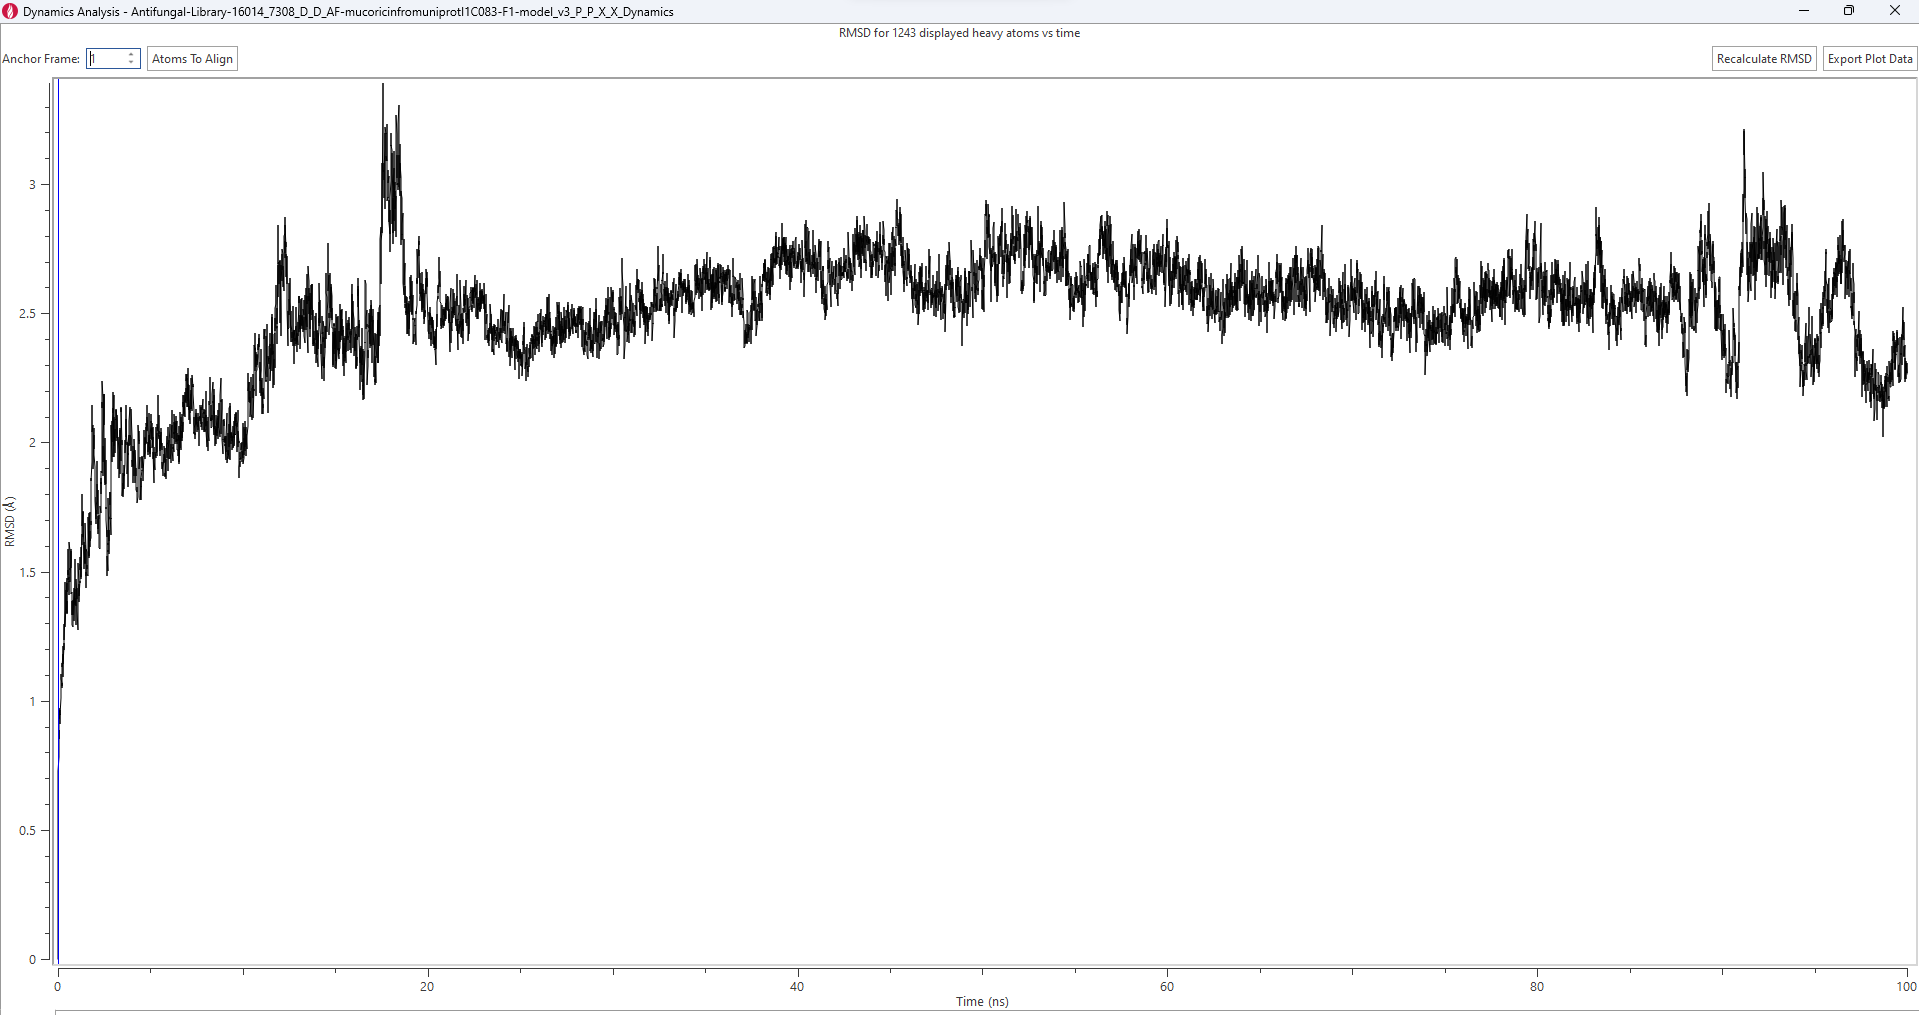 Dynamics Analysis - Antifungal-Library-16014_7308_D_D_AF-mucoricinfromuniprotI1C083-F1-model_v3_P_P_X_X_Dynamics
RMSD for 1243 displayed heavy atoms vs time
Anchor Frame: 1 Atoms To Align Recalculate RMSD Export Plot Data
3
2.5
2
RMSD (Å)
1.5
1
0.5
0
0 20 40 60 80 100
Time (ns)